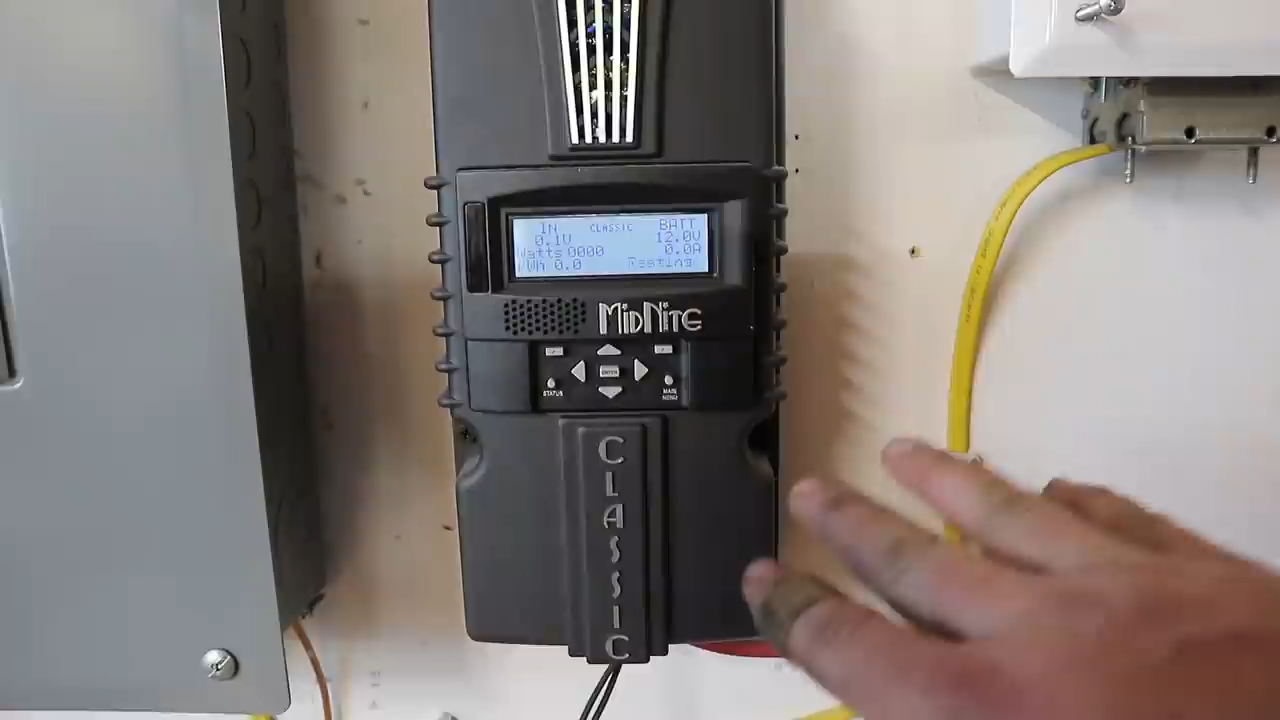 IN CLASSIC BATT
0.1V 12.0V
Watts 0000 0.0A
kWh 0.0 Resting
MIDNITE
ENTER
STATUS
MAIN
MENU
CLASSIC